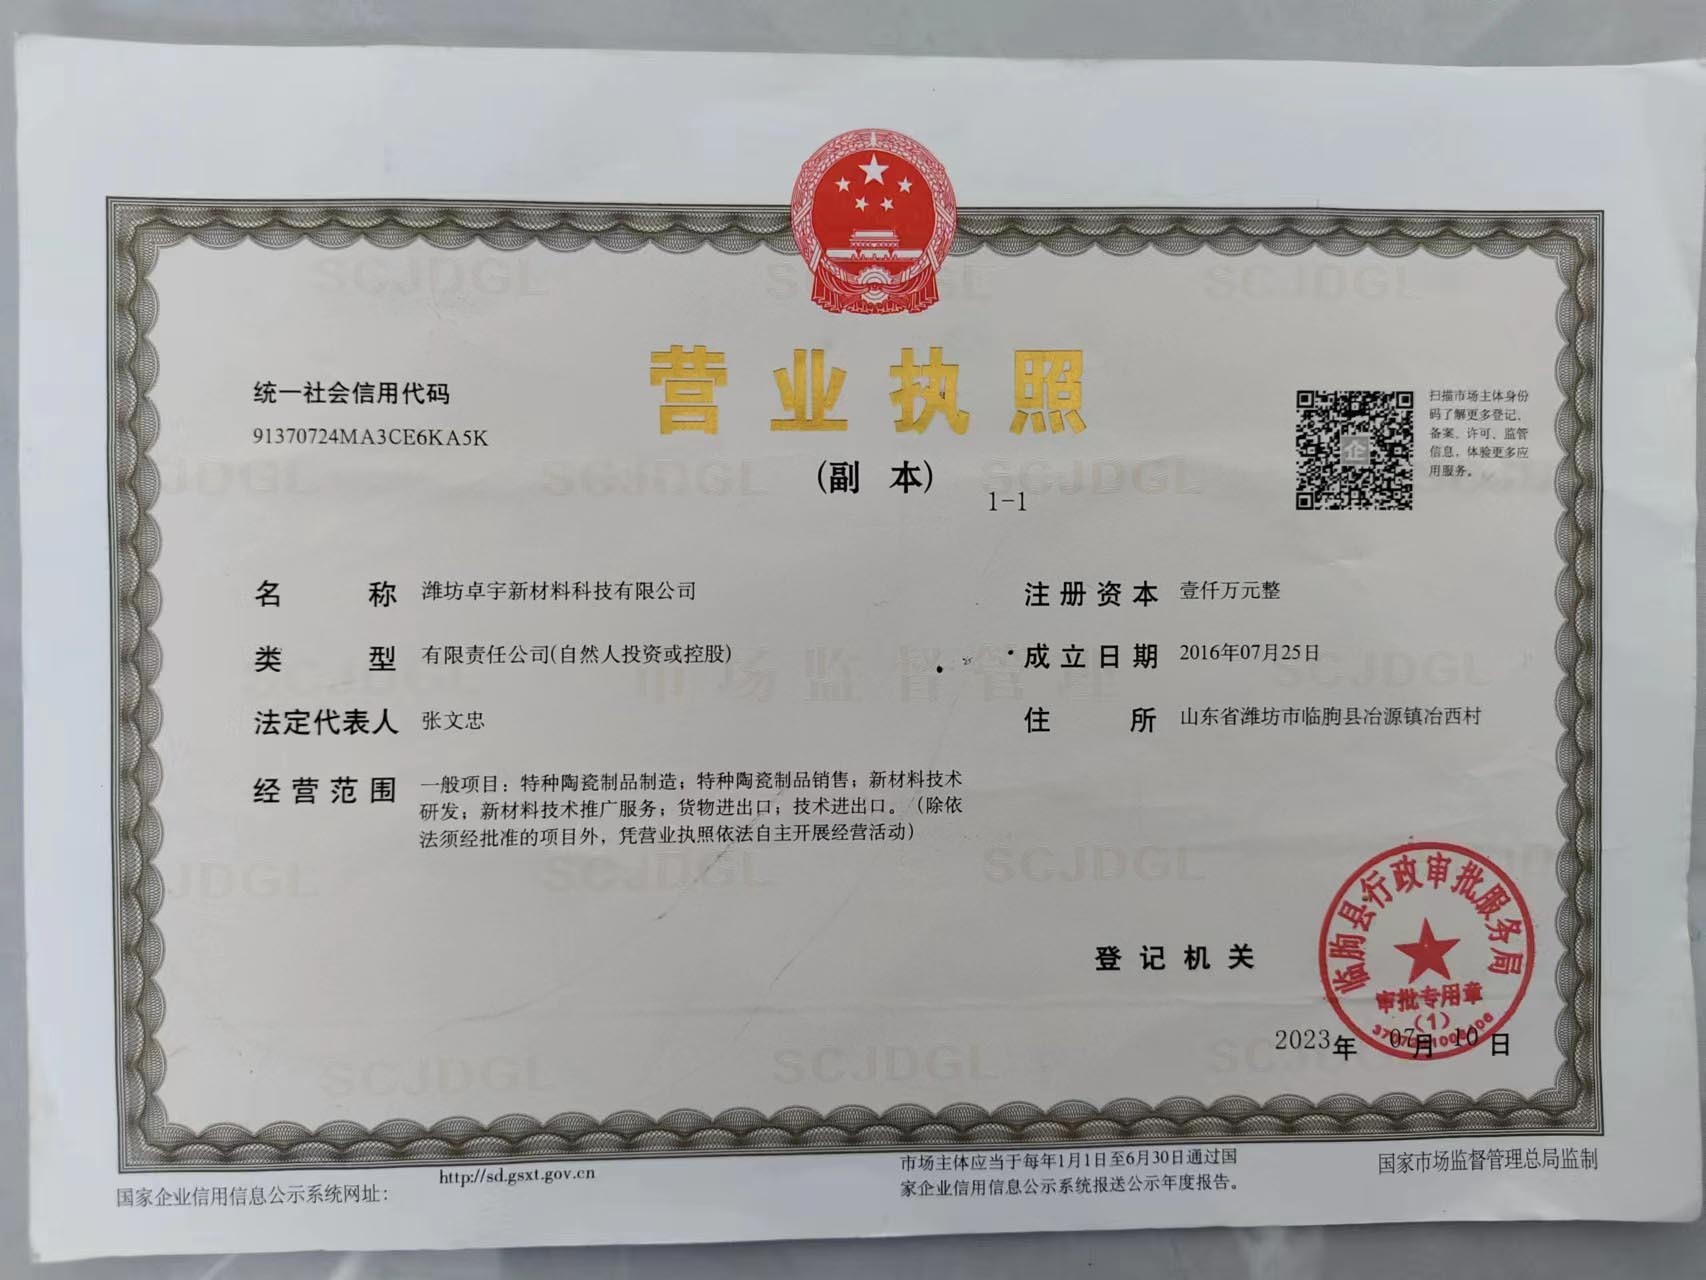 营业执照
(副 本)
1-1
统一社会信用代码
91370724MA3CE6KA5K
扫描市场主体身份
码了解更多登记、
备案、许可、监管
信息，体验更多应
用服务。
名 称 潍坊卓宇新材料科技有限公司
类 型 有限责任公司(自然人投资或控股)
法定代表人 张文忠
经营范围 一般项目：特种陶瓷制品制造；特种陶瓷制品销售；新材料技术
研发；新材料技术推广服务；货物进出口；技术进出口。（除依
法须经批准的项目外，凭营业执照依法自主开展经营活动）
注册资本 壹仟万元整
成立日期 2016年07月25日
住 所 山东省潍坊市临朐县冶源镇冶西村
登记机关
临朐县行政审批服务局
审批专用章
(1)
2023年 07月 10日
国家企业信用信息公示系统网址：
http://sd.gsxt.gov.cn
市场主体应当于每年1月1日至6月30日通过国
家企业信用信息公示系统报送公示年度报告。
国家市场监督管理总局监制
SCJDGL
市场监督管理